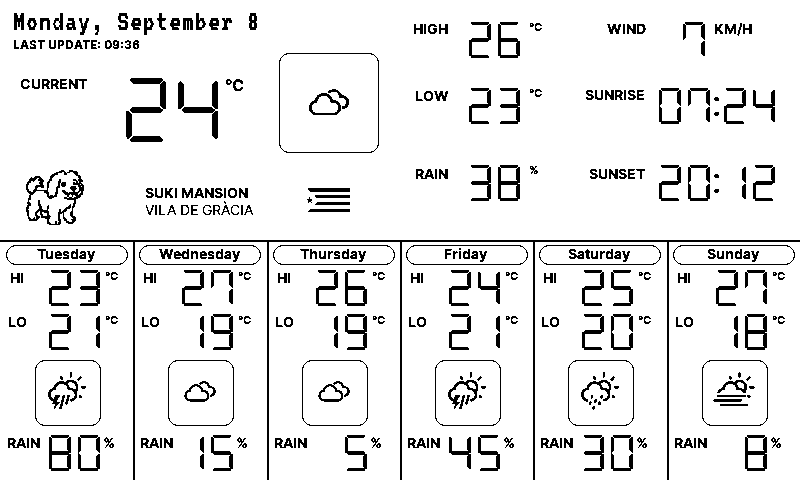 Monday, September 8
LAST UPDATE: 09:36
CURRENT 24 °C
SUKI MANSION
VILA DE GRÀCIA
HIGH 26 °C
LOW 23 °C
RAIN 38 %
WIND 7 KM/H
SUNRISE 07:24
SUNSET 20:12
Tuesday
HI 23 °C
LO 21 °C
RAIN 80 %
Wednesday
HI 27 °C
LO 19 °C
RAIN 15 %
Thursday
HI 26 °C
LO 19 °C
RAIN 5 %
Friday
HI 24 °C
LO 21 °C
RAIN 45 %
Saturday
HI 25 °C
LO 20 °C
RAIN 30 %
Sunday
HI 27 °C
LO 18 °C
RAIN 8 %